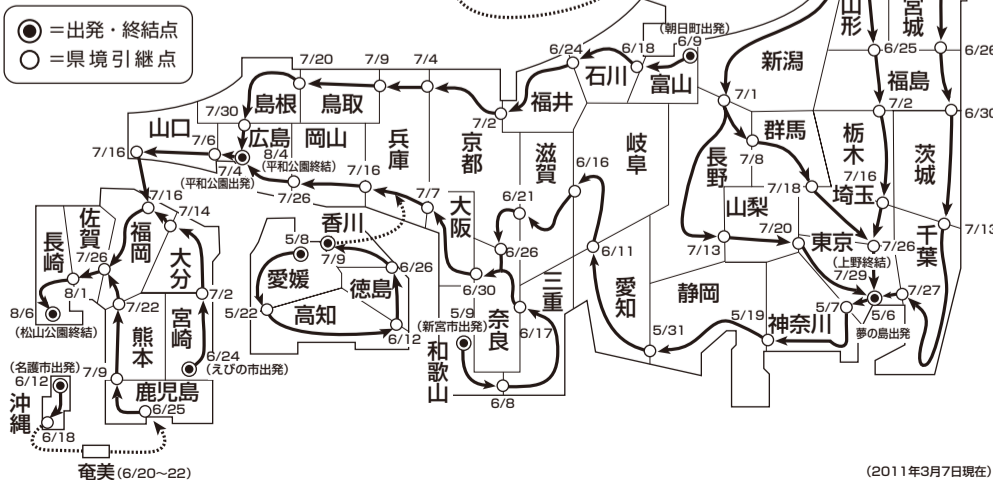 ＝出発・終結点
＝県境引継点
(朝日町出発)
6/9
6/24
6/18
石川
富山
福井
7/20
7/9
7/4
7/2
島根
鳥取
7/30
山口
7/6
広島
岡山
兵庫
京都
滋賀
岐阜
8/4
(平和公園終結)
7/4
(平和公園出発)
7/16
7/26
7/16
7/7
大阪
6/21
6/16
6/26
6/30
6/11
三重
愛知
新潟
山形
宮城
6/25
6/26
福島
7/1
7/2
6/30
群馬
栃木
茨城
7/8
長野
7/18
7/16
埼玉
山梨
7/13
7/20
東京
(上野終結)
7/26
7/29
千葉
7/13
7/27
5/7
5/6
夢の島出発
神奈川
静岡
5/19
5/31
7/16
7/14
佐賀
福岡
大分
長崎
7/26
8/1
8/6
(松山公園終結)
7/22
7/2
熊本
宮崎
6/24
(えびの市出発)
7/9
鹿児島
6/25
(名護市出発)
6/12
沖縄
6/18
奄美(6/20〜22)
香川
5/8
7/9
愛媛
徳島
6/26
5/22
高知
6/12
5/9
(新宮市出発)
奈良
6/17
和歌山
6/8
(2011年3月7日現在)